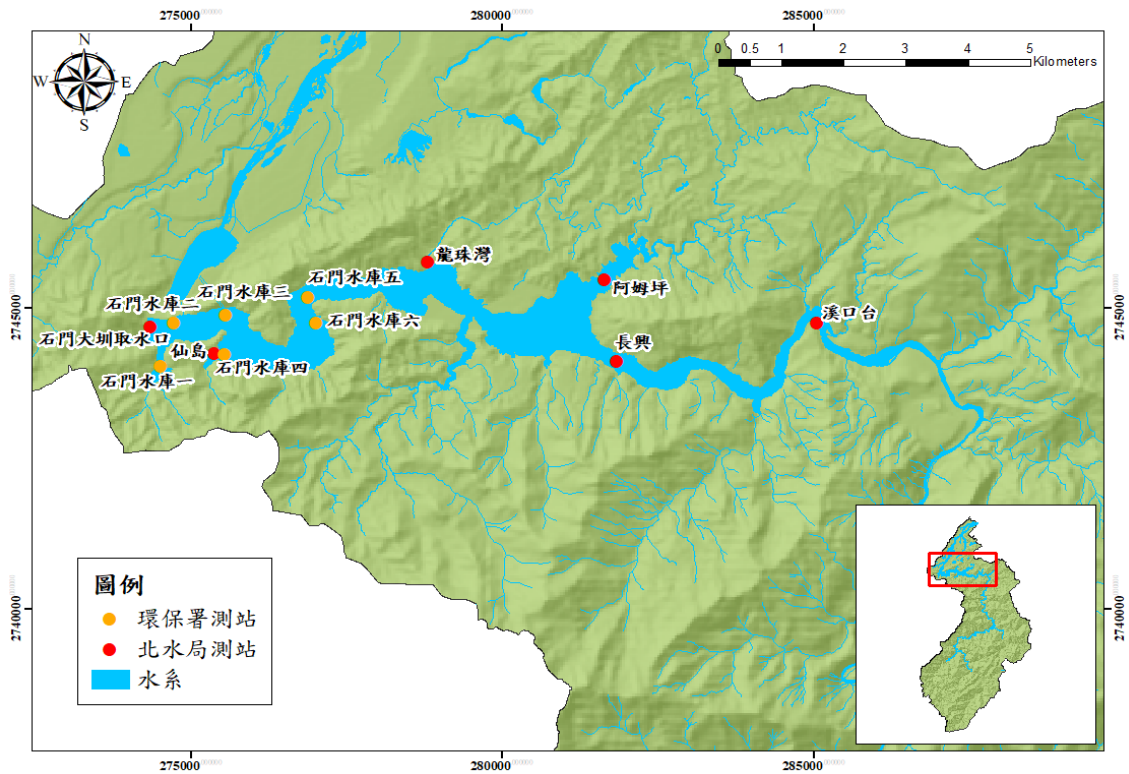 275000
280000
285000
N
W
E
S
0 0.5 1 2 3 4 5
Kilometers
龍珠灣
石門水庫五
石門水庫三
阿姆坪
石門水庫二
溪口台
石門水庫六
石門大圳取水口
長興
仙島
石門水庫四
石門水庫一
2745000
2745000
2740000
2740000
圖例
環保署測站
北水局測站
水系
275000
280000
285000